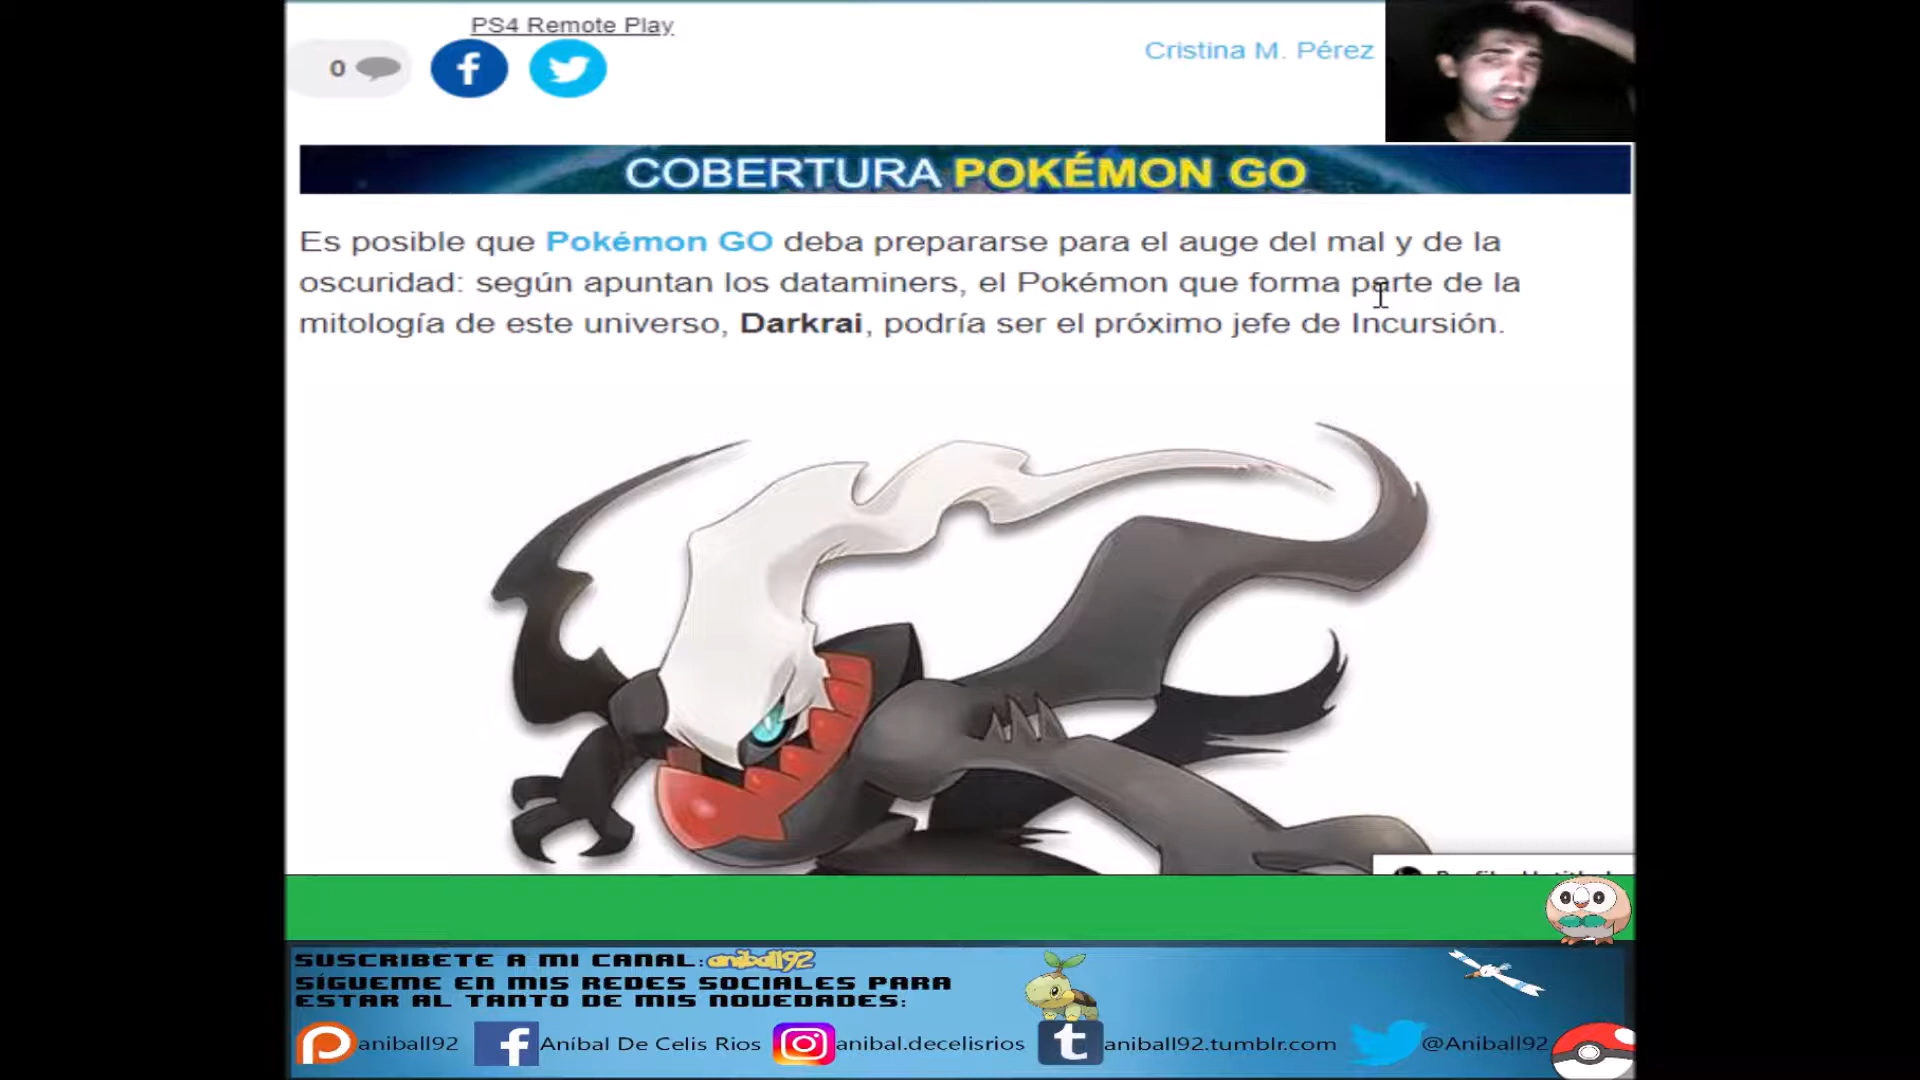 PS4 Remote Play
0
Cristina M. Pérez
COBERTURA POKÉMON GO
Es posible que Pokémon GO deba prepararse para el auge del mal y de la
oscuridad: según apuntan los dataminers, el Pokémon que forma parte de la
mitología de este universo, Darkrai, podría ser el próximo jefe de Incursión.
SUSCRIBETE A MI CANAL: aniball92
SÍGUEME EN MIS REDES SOCIALES PARA
ESTAR AL TANTO DE MIS NOVEDADES:
aniball92
Anibal De Celis Rios
anibal.decelisrios
aniball92.tumblr.com
@Aniball92